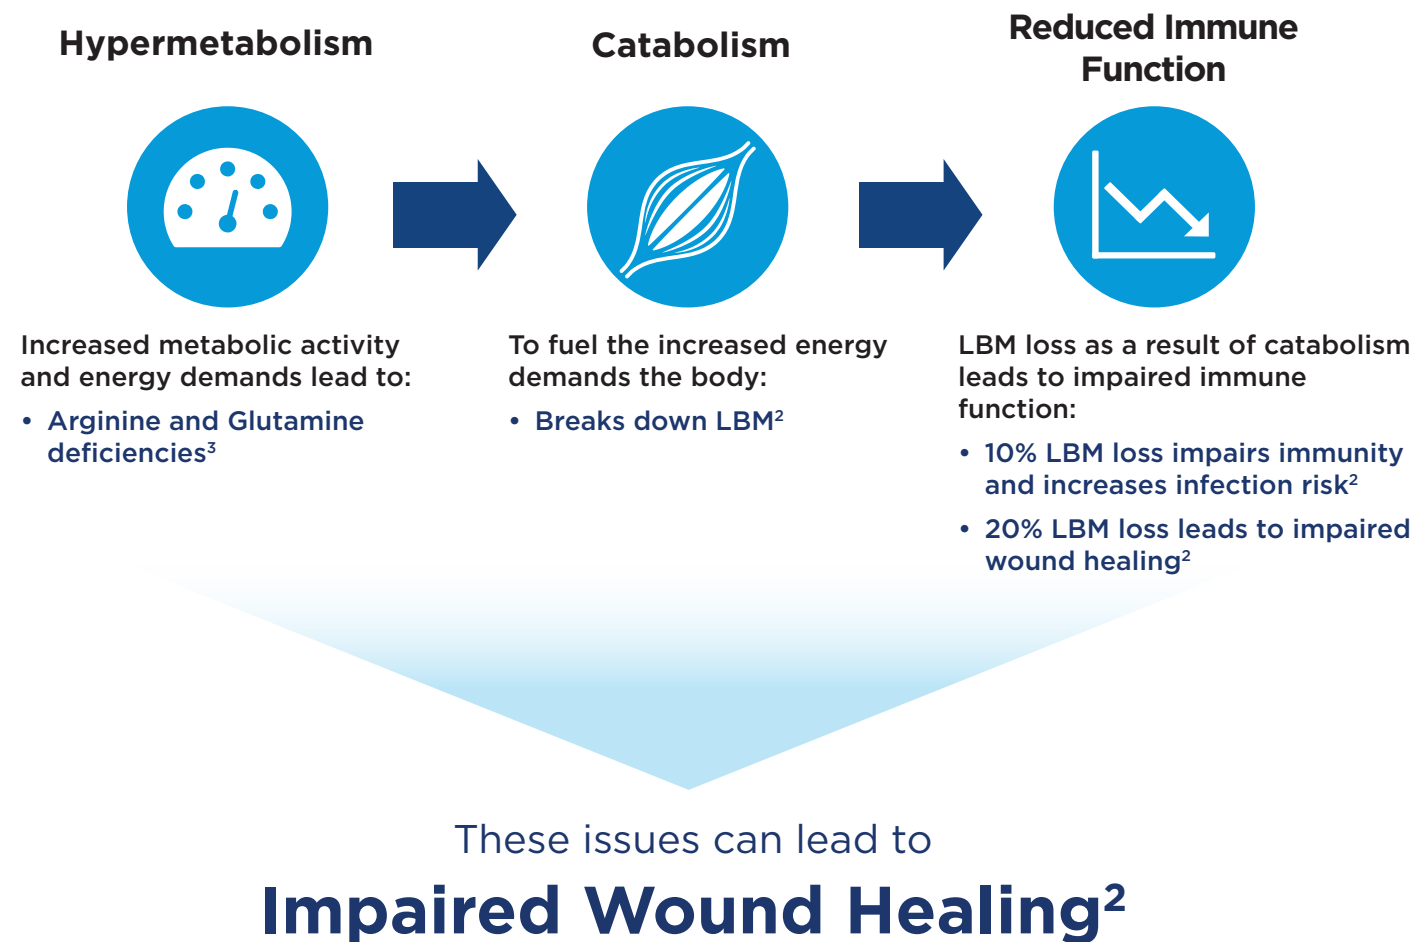 Hypermetabolism
Increased metabolic activity
and energy demands lead to:
• Arginine and Glutamine
deficiencies³
Catabolism
To fuel the increased energy
demands the body:
• Breaks down LBM²
Reduced Immune
Function
LBM loss as a result of catabolism
leads to impaired immune
function:
• 10% LBM loss impairs immunity
and increases infection risk²
• 20% LBM loss leads to impaired
wound healing²
These issues can lead to
Impaired Wound Healing²